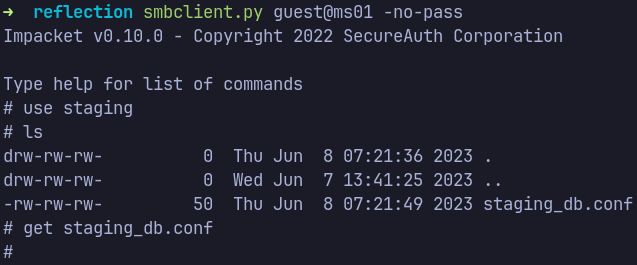 → reflection smbclient.py guest@ms01 -no-pass
Impacket v0.10.0 - Copyright 2022 SecureAuth Corporation
Type help for list of commands
# use staging
# ls
drw-rw-rw-          0  Thu Jun  8 07:21:36 2023 .
drw-rw-rw-          0  Wed Jun  7 13:41:25 2023 ..
-rw-rw-rw-         50  Thu Jun  8 07:21:49 2023 staging_db.conf
# get staging_db.conf
#